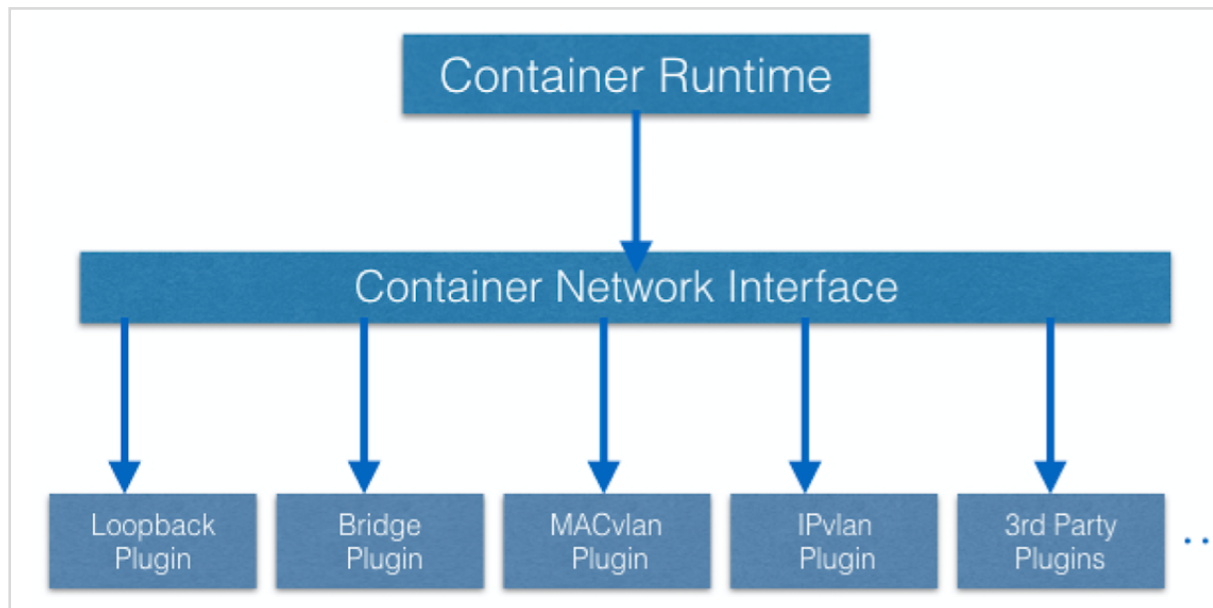 Container Runtime
Container Network Interface
Loopback
Plugin
Bridge
Plugin
MACvlan
Plugin
IPvlan
Plugin
3rd Party
Plugins
..